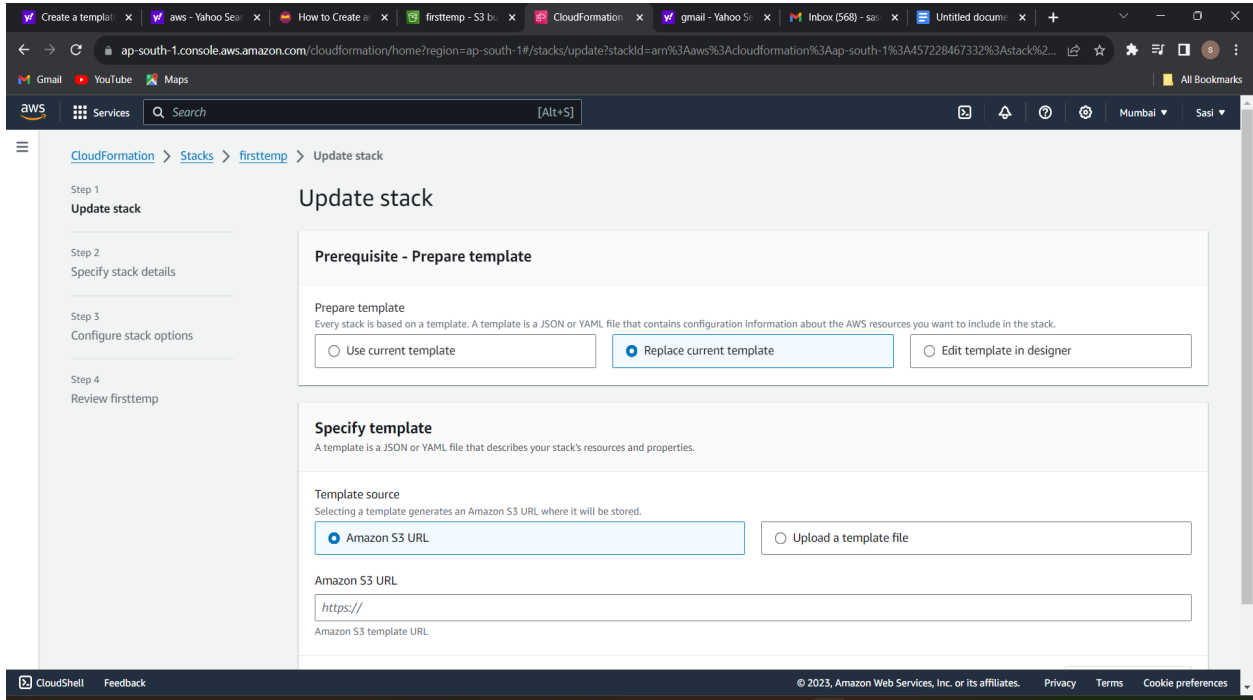 Create a templat
aws - Yahoo Sear
How to Create an
firsttemp - S3 bu
CloudFormation
gmail - Yahoo Se
Inbox (568) - sas
Untitled docume
ap-south-1.console.aws.amazon.com/cloudformation/home?region=ap-south-1#/stacks/update?stackId=arn%3Aaws%3Acloudformation%3Aap-south-1%3A457228467332%3Astack%2...
S
Gmail
YouTube
Maps
All Bookmarks
aws
Services
Search
[Alt+S]
Mumbai
Sasi
CloudFormation > Stacks > firsttemp > Update stack
Step 1
Update stack
Step 2
Specify stack details
Step 3
Configure stack options
Step 4
Review firsttemp
Update stack
Prerequisite - Prepare template
Prepare template
Every stack is based on a template. A template is a JSON or YAML file that contains configuration information about the AWS resources you want to include in the stack.
Use current template
Replace current template
Edit template in designer
Specify template
A template is a JSON or YAML file that describes your stack's resources and properties.
Template source
Selecting a template generates an Amazon S3 URL where it will be stored.
Amazon S3 URL
Upload a template file
Amazon S3 URL
https://
Amazon S3 template URL
CloudShell
Feedback
© 2023, Amazon Web Services, Inc. or its affiliates.
Privacy
Terms
Cookie preferences